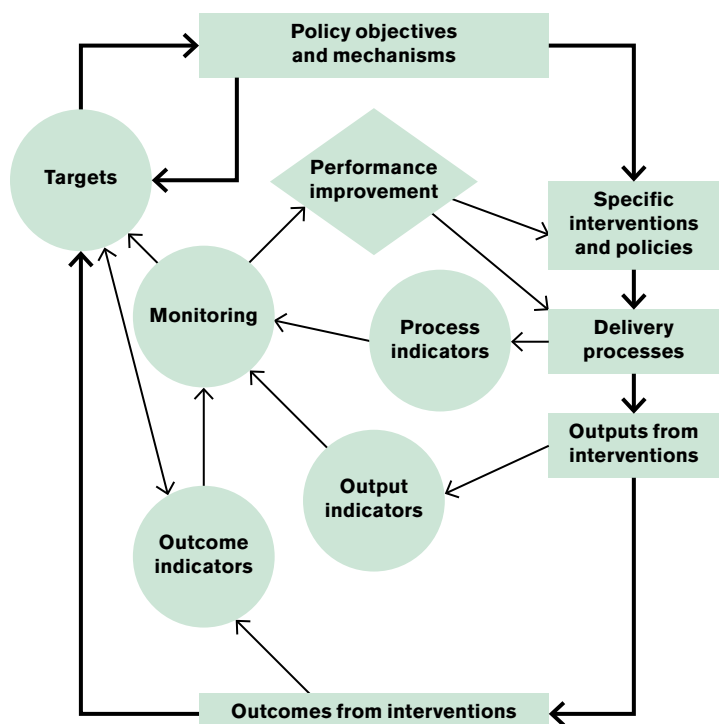 Policy objectives
and mechanisms
Targets
Performance
improvement
Specific
interventions
and policies
Monitoring
Process
indicators
Delivery
processes
Outputs from
interventions
Output
indicators
Outcome
indicators
Outcomes from interventions